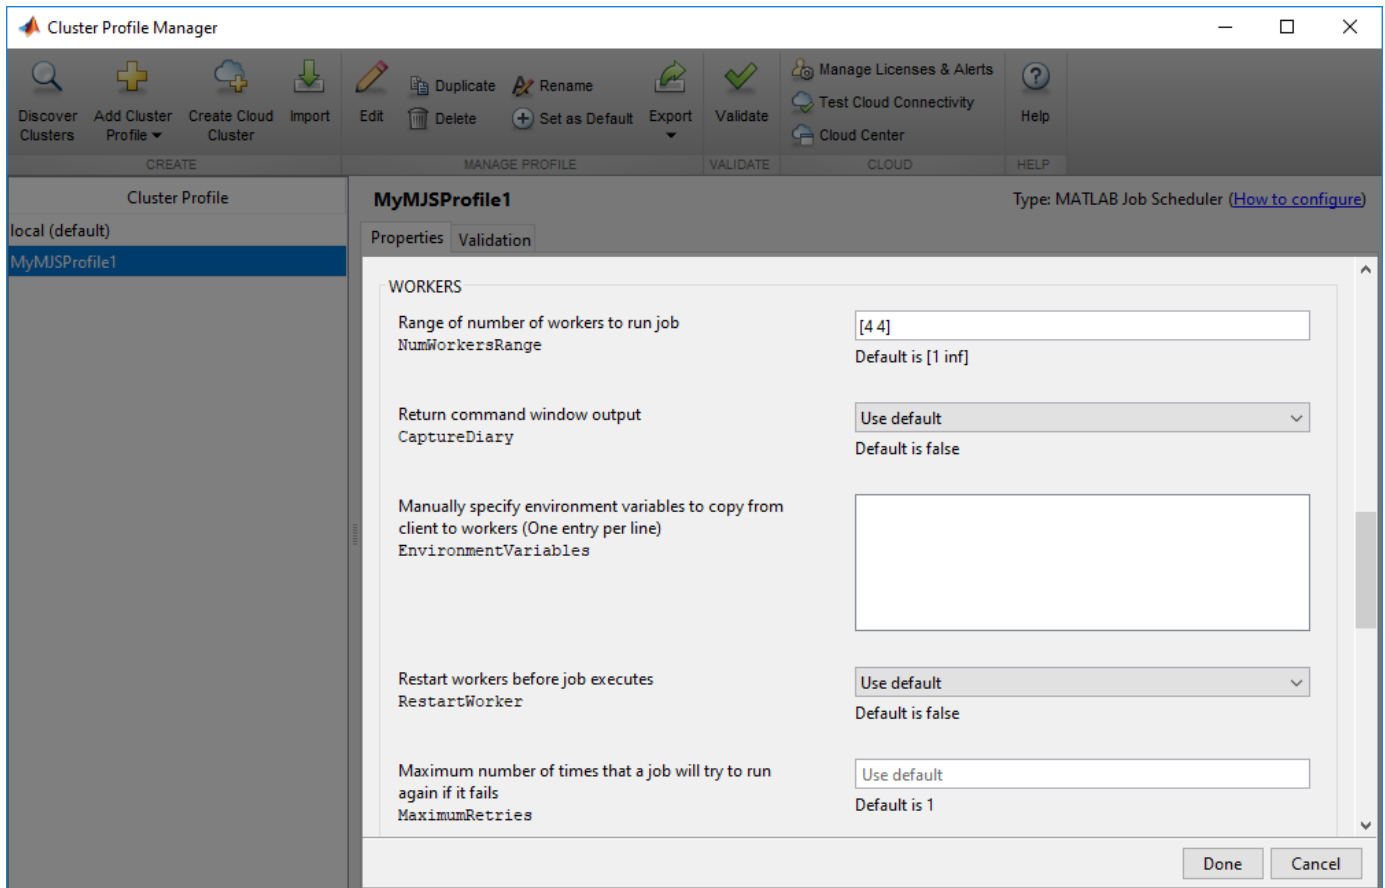 Cluster Profile Manager
Discover Clusters
Add Cluster Profile
Create Cloud Cluster
Import
Edit
Duplicate
Delete
Rename
Set as Default
Export
Validate
Manage Licenses & Alerts
Test Cloud Connectivity
Cloud Center
Help
CREATE
MANAGE PROFILE
VALIDATE
CLOUD
HELP
Cluster Profile
local (default)
MyMJSProfile1
MyMJSProfile1
Type: MATLAB Job Scheduler (How to configure)
Properties
Validation
WORKERS
Range of number of workers to run job
NumWorkersRange
[4 4]
Default is [1 inf]
Return command window output
CaptureDiary
Use default
Default is false
Manually specify environment variables to copy from
client to workers (One entry per line)
EnvironmentVariables
Restart workers before job executes
RestartWorker
Use default
Default is false
Maximum number of times that a job will try to run
again if it fails
MaximumRetries
Use default
Default is 1
Done
Cancel